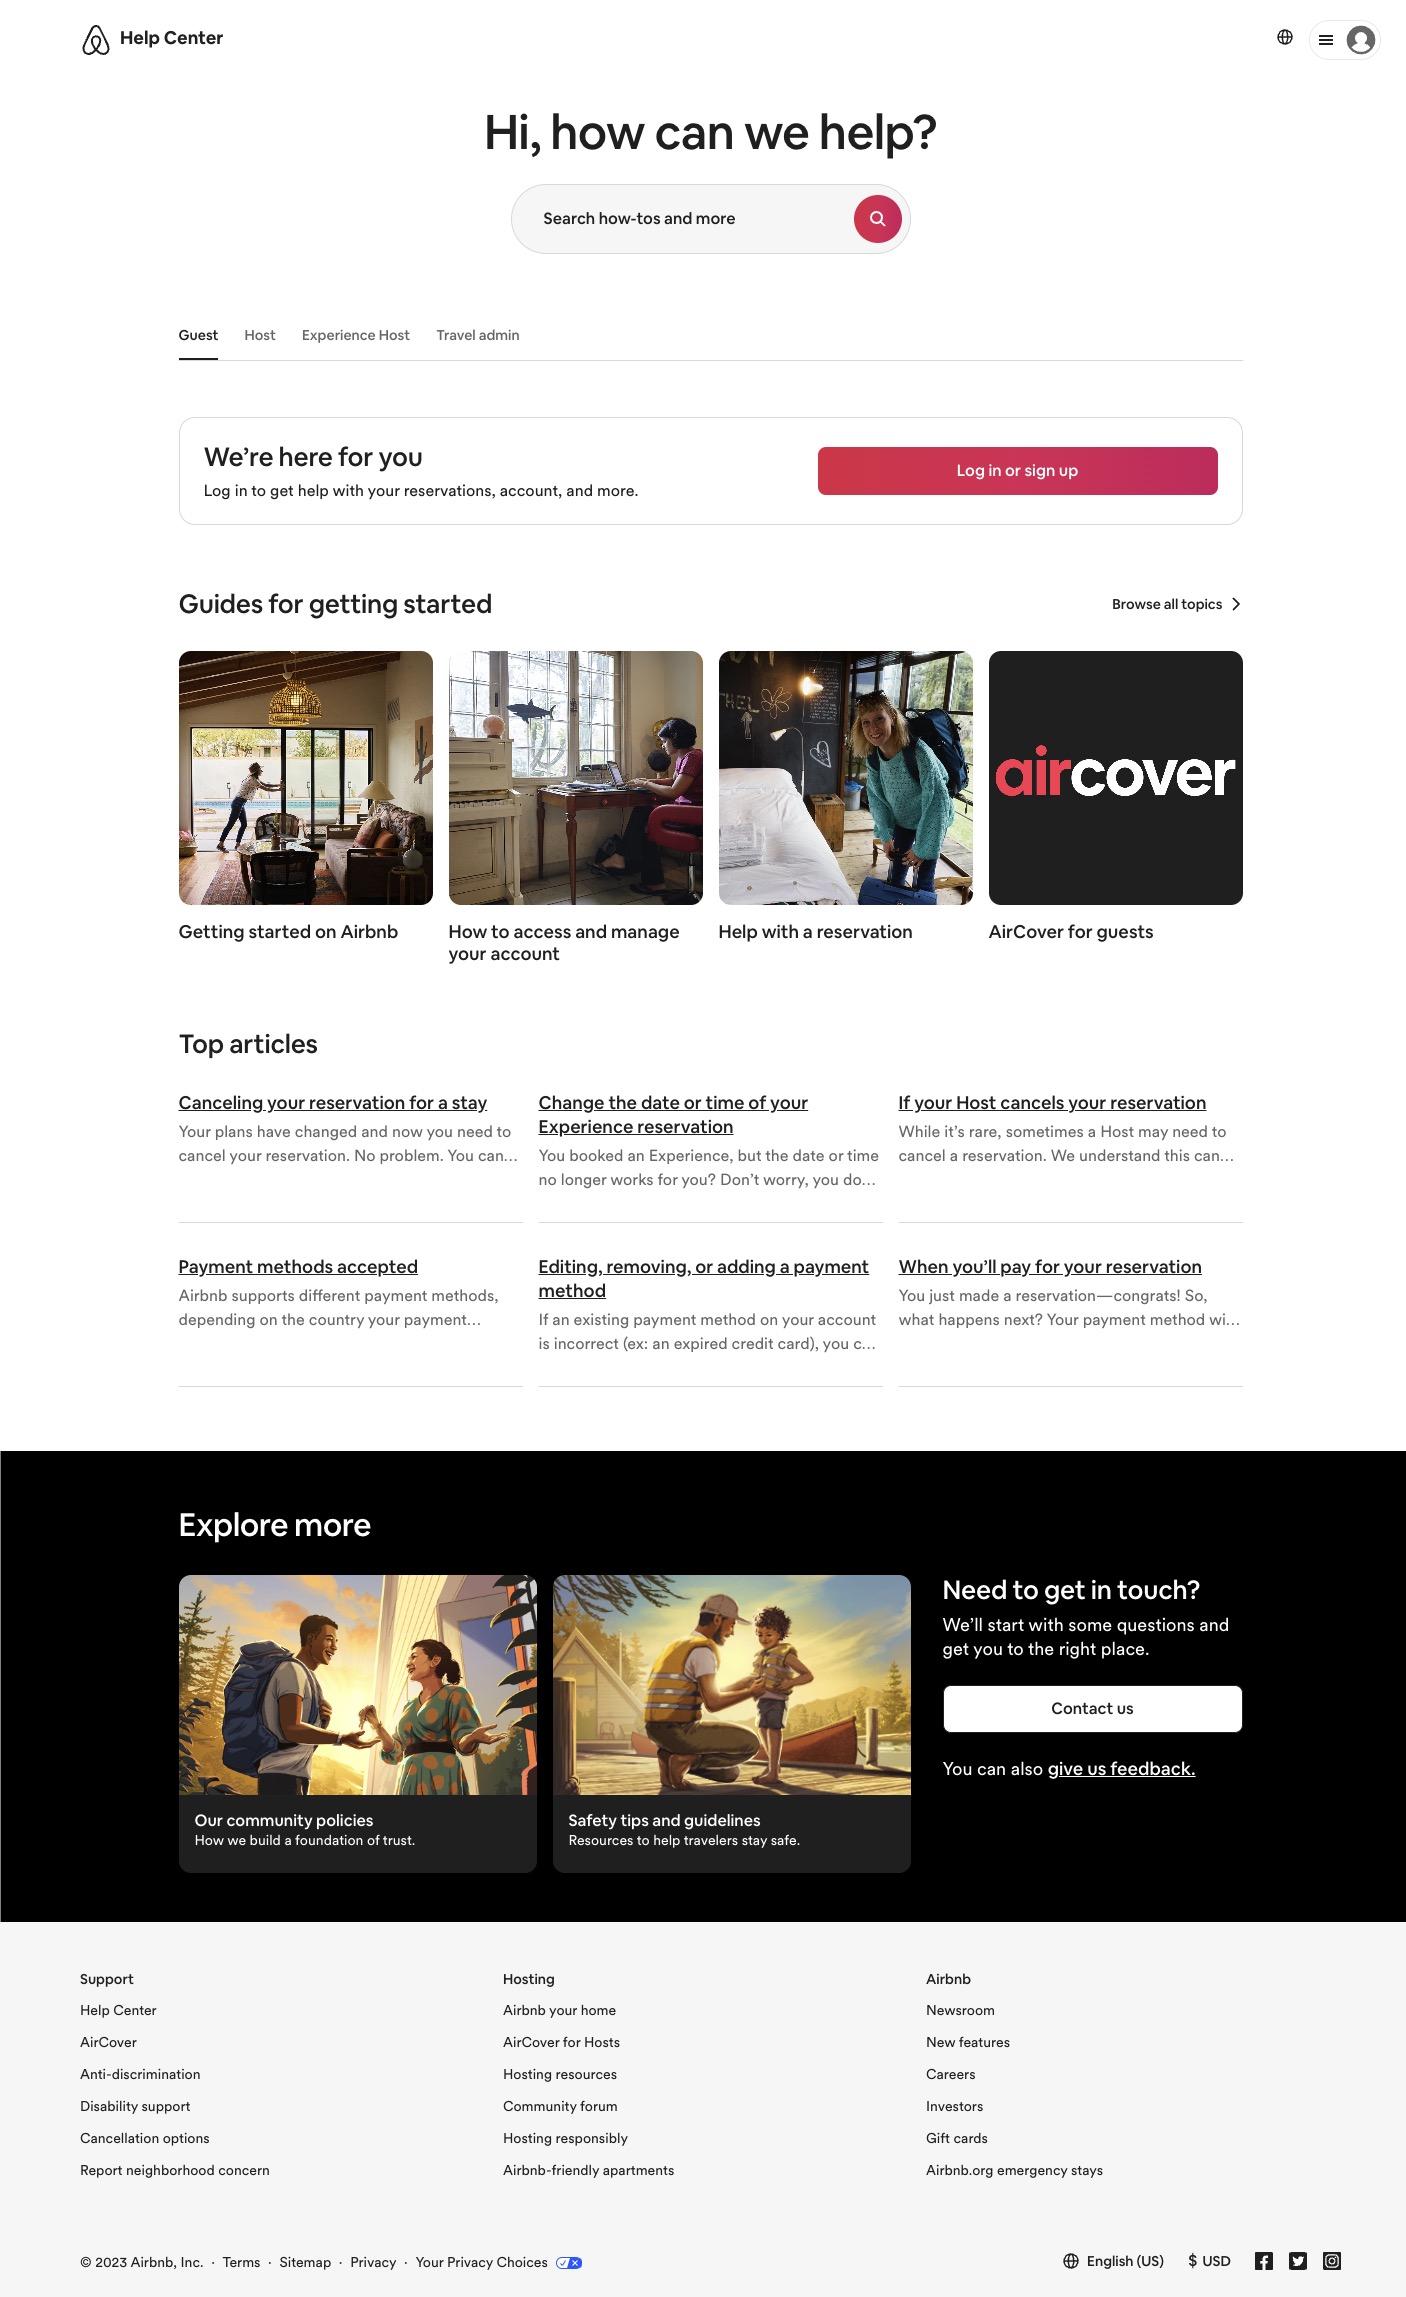 Help Center
Hi, how can we help?
Search how-tos and more
Guest
Host
Experience Host
Travel admin
We’re here for you
Log in to get help with your reservations, account, and more.
Log in or sign up
Guides for getting started
Browse all topics
aircover
Getting started on Airbnb
How to access and manage
your account
Help with a reservation
AirCover for guests
Top articles
Canceling your reservation for a stay
Your plans have changed and now you need to
cancel your reservation. No problem. You can…
Change the date or time of your
Experience reservation
You booked an Experience, but the date or time
no longer works for you? Don’t worry, you do…
If your Host cancels your reservation
While it’s rare, sometimes a Host may need to
cancel a reservation. We understand this can…
Payment methods accepted
Airbnb supports different payment methods,
depending on the country your payment…
Editing, removing, or adding a payment
method
If an existing payment method on your account
is incorrect (ex: an expired credit card), you c…
When you’ll pay for your reservation
You just made a reservation—congrats! So,
what happens next? Your payment method wi…
Explore more
Our community policies
How we build a foundation of trust.
Safety tips and guidelines
Resources to help travelers stay safe.
Need to get in touch?
We’ll start with some questions and
get you to the right place.
Contact us
You can also give us feedback.
Support
Help Center
AirCover
Anti-discrimination
Disability support
Cancellation options
Report neighborhood concern
Hosting
Airbnb your home
AirCover for Hosts
Hosting resources
Community forum
Hosting responsibly
Airbnb-friendly apartments
Airbnb
Newsroom
New features
Careers
Investors
Gift cards
Airbnb.org emergency stays
© 2023 Airbnb, Inc. · Terms · Sitemap · Privacy · Your Privacy Choices
English (US)
$ USD